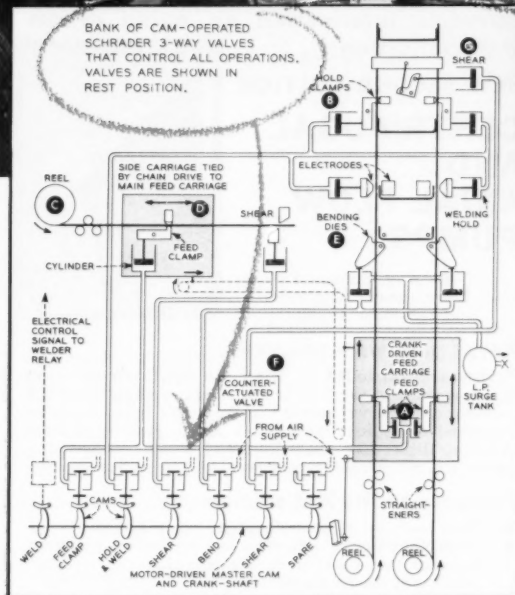 BANK OF CAM-OPERATED
SCHRADER 3-WAY VALVES
THAT CONTROL ALL OPERATIONS.
VALVES ARE SHOWN IN
REST POSITION.
G
SHEAR
HOLD
CLAMPS
B
REEL
C
SIDE CARRIAGE TIED
BY CHAIN DRIVE TO
MAIN FEED CARRIAGE
D
SHEAR
FEED
CLAMP
CYLINDER
ELECTRODES
WELDING
HOLD
BENDING
DIES
E
ELECTRICAL
CONTROL
SIGNAL TO
WELDER
RELAY
F
COUNTER-
ACTUATED
VALVE
CRANK-
DRIVEN
FEED
CARRIAGE
FEED
CLAMPS
A
L.P.
SURGE
TANK
FROM AIR
SUPPLY
STRAIGHT-
ENERS
CAMS
WELD
FEED
CLAMP
HOLD
& WELD
SHEAR
BEND
SHEAR
SPARE
MOTOR-DRIVEN MASTER CAM
AND CRANK-SHAFT
REEL
REEL